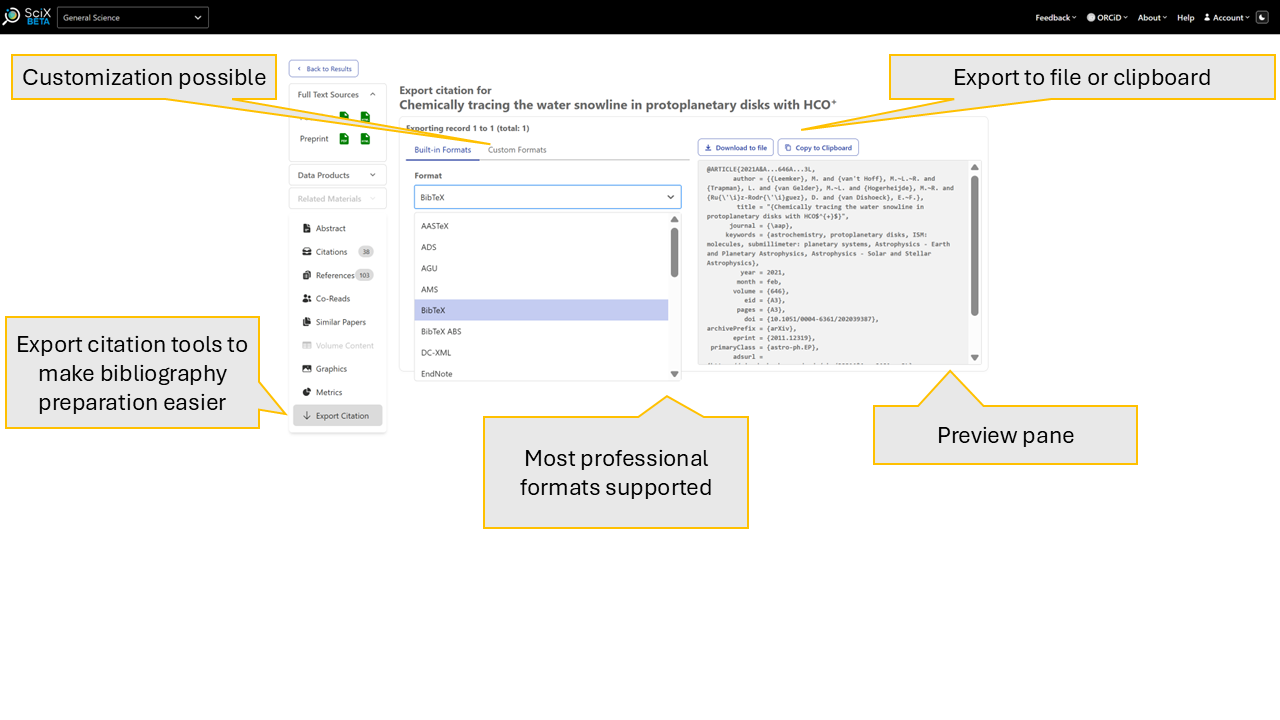 SciX
BETA
General Science
Feedback
ORCiD
About
Help
Account
Customization possible
Export to file or clipboard
Back to Results
Full Text Sources
Preprint
Data Products
Related Materials
Abstract
Citations 38
References 103
Co-Reads
Similar Papers
Volume Content
Graphics
Metrics
Export Citation
Export citation for
Chemically tracing the water snowline in protoplanetary disks with HCO⁺
Exporting record 1 to 1 (total: 1)
Built-in Formats
Custom Formats
Format
BibTeX
AASTeX
ADS
AGU
AMS
BibTeX
BibTeX ABS
DC-XML
EndNote
Download to file
Copy to Clipboard
@ARTICLE{2021A&A...646A...3L,
author = {{Leemker}, M. and {van't Hoff}, M.~L.~R. and
{Trapman}, L. and {van Gelder}, M.~L. and {Hogerheijde}, M.~R. and
{Ru{\'\i}z-Rodr{\'\i}guez}, D. and {van Dishoeck}, E.~F.},
title = "{Chemically tracing the water snowline in
protoplanetary disks with HCO$^{+}$}",
journal = {\aap},
keywords = {astrochemistry, protoplanetary disks, ISM:
molecules, submillimeter: planetary systems, Astrophysics - Earth
and Planetary Astrophysics, Astrophysics - Solar and Stellar
Astrophysics},
year = 2021,
month = feb,
volume = {646},
eid = {A3},
pages = {A3},
doi = {10.1051/0004-6361/202039387},
archivePrefix = {arXiv},
eprint = {2011.12319},
primaryClass = {astro-ph.EP},
adsurl =
Export citation tools to
make bibliography
preparation easier
Most professional
formats supported
Preview pane